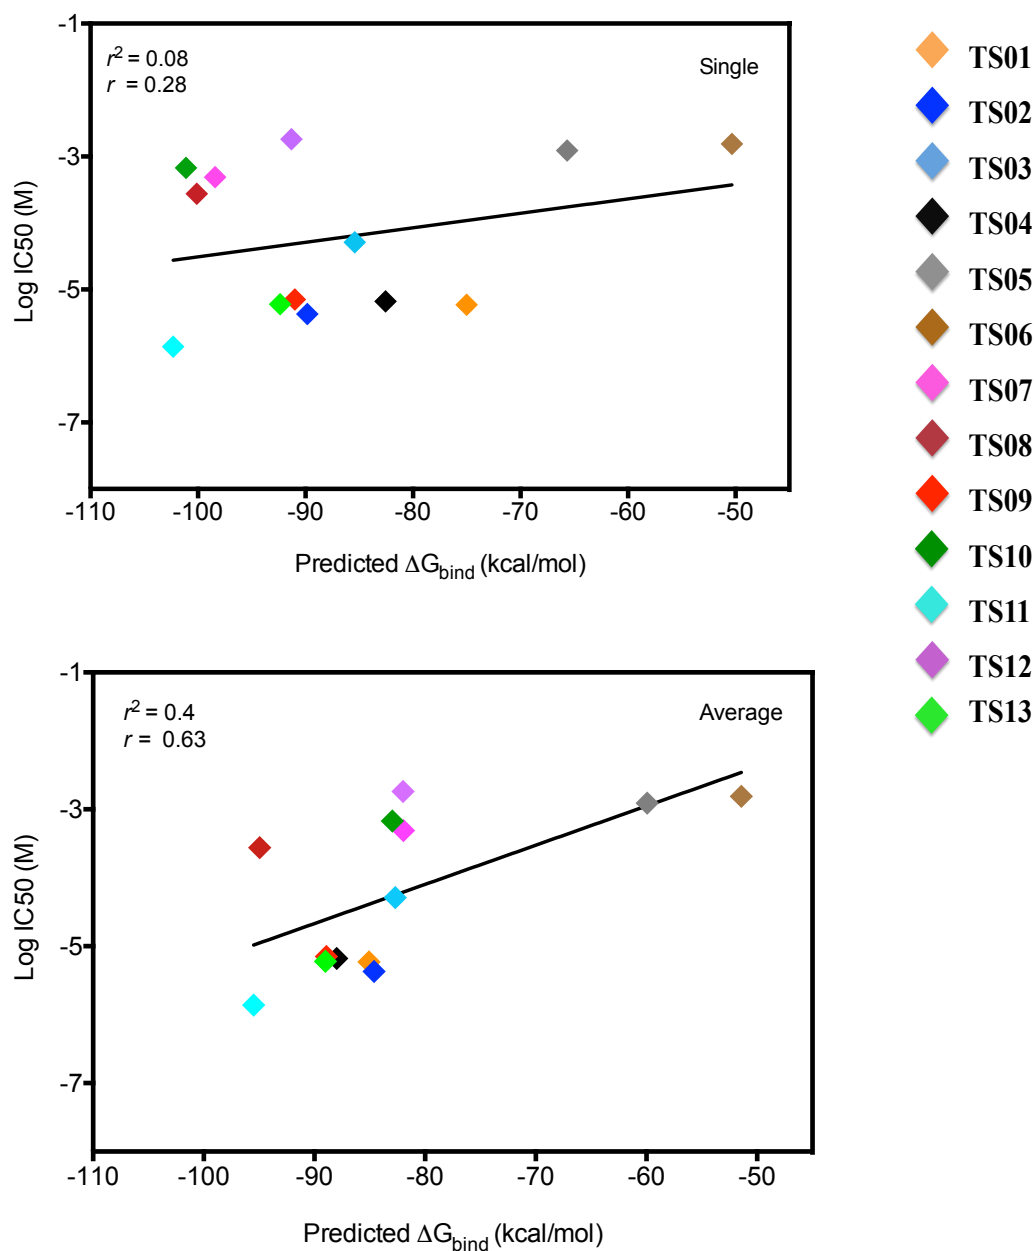 -1
r² = 0.08
r = 0.28
Single
-3
Log IC50 (M)
-5
-7
-110 -100 -90 -80 -70 -60 -50
Predicted ΔG_bind (kcal/mol)
TS01
TS02
TS03
TS04
TS05
TS06
TS07
TS08
TS09
TS10
TS11
TS12
TS13
-1
r² = 0.4
r = 0.63
Average
-3
Log IC50 (M)
-5
-7
-110 -100 -90 -80 -70 -60 -50
Predicted ΔG_bind (kcal/mol)